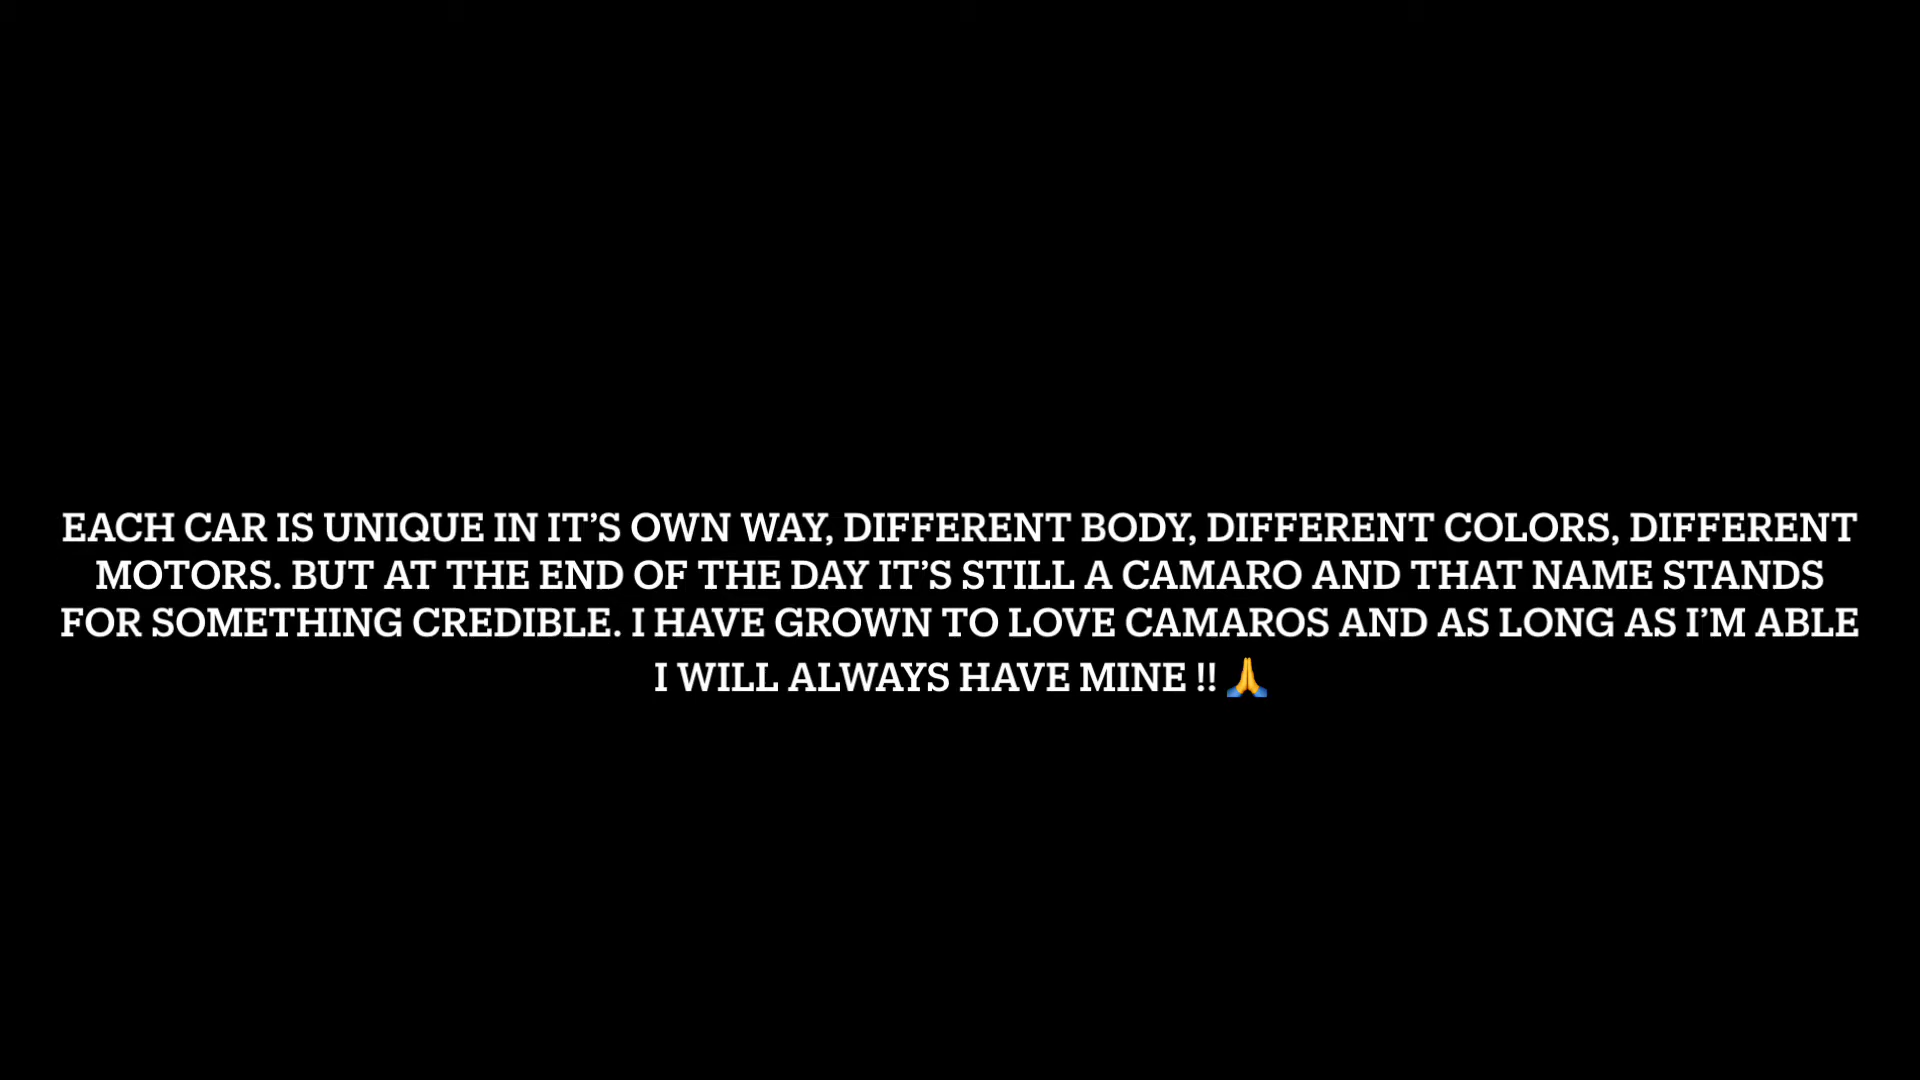 EACH CAR IS UNIQUE IN IT’S OWN WAY, DIFFERENT BODY, DIFFERENT COLORS, DIFFERENT
MOTORS. BUT AT THE END OF THE DAY IT’S STILL A CAMARO AND THAT NAME STANDS
FOR SOMETHING CREDIBLE. I HAVE GROWN TO LOVE CAMAROS AND AS LONG AS I’M ABLE
I WILL ALWAYS HAVE MINE !! 🙏